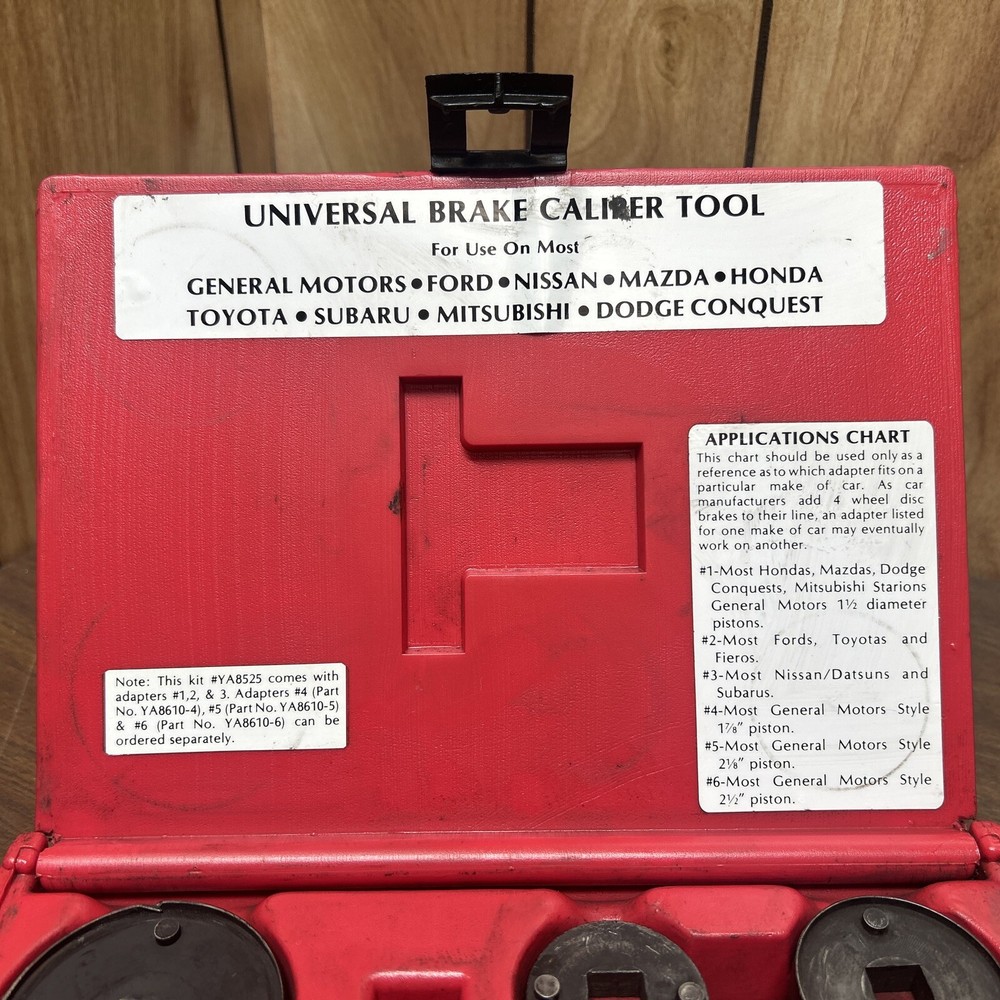 UNIVERSAL BRAKE CALIPER TOOL
For Use On Most
GENERAL MOTORS • FORD • NISSAN • MAZDA • HONDA
TOYOTA • SUBARU • MITSUBISHI • DODGE CONQUEST
APPLICATIONS CHART
This chart should be used only as a
reference as to which adapter fits on a
particular make of car. As car
manufacturers add 4 wheel disc
brakes to their line, an adapter listed
for one make of car may eventually
work on another.
#1-Most Hondas, Mazdas, Dodge
Conquests, Mitsubishi Starions
General Motors 1½ diameter
pistons.
#2-Most Fords, Toyotas and
Fieros.
#3-Most Nissan/Datsuns and
Subarus.
#4-Most General Motors Style
1⅞" piston.
#5-Most General Motors Style
2⅛" piston.
#6-Most General Motors Style
2½" piston.
Note: This kit #YA8525 comes with
adapters #1,2, & 3. Adapters #4 (Part
No. YA8610-4), #5 (Part No. YA8610-5)
& #6 (Part No. YA8610-6) can be
ordered separately.